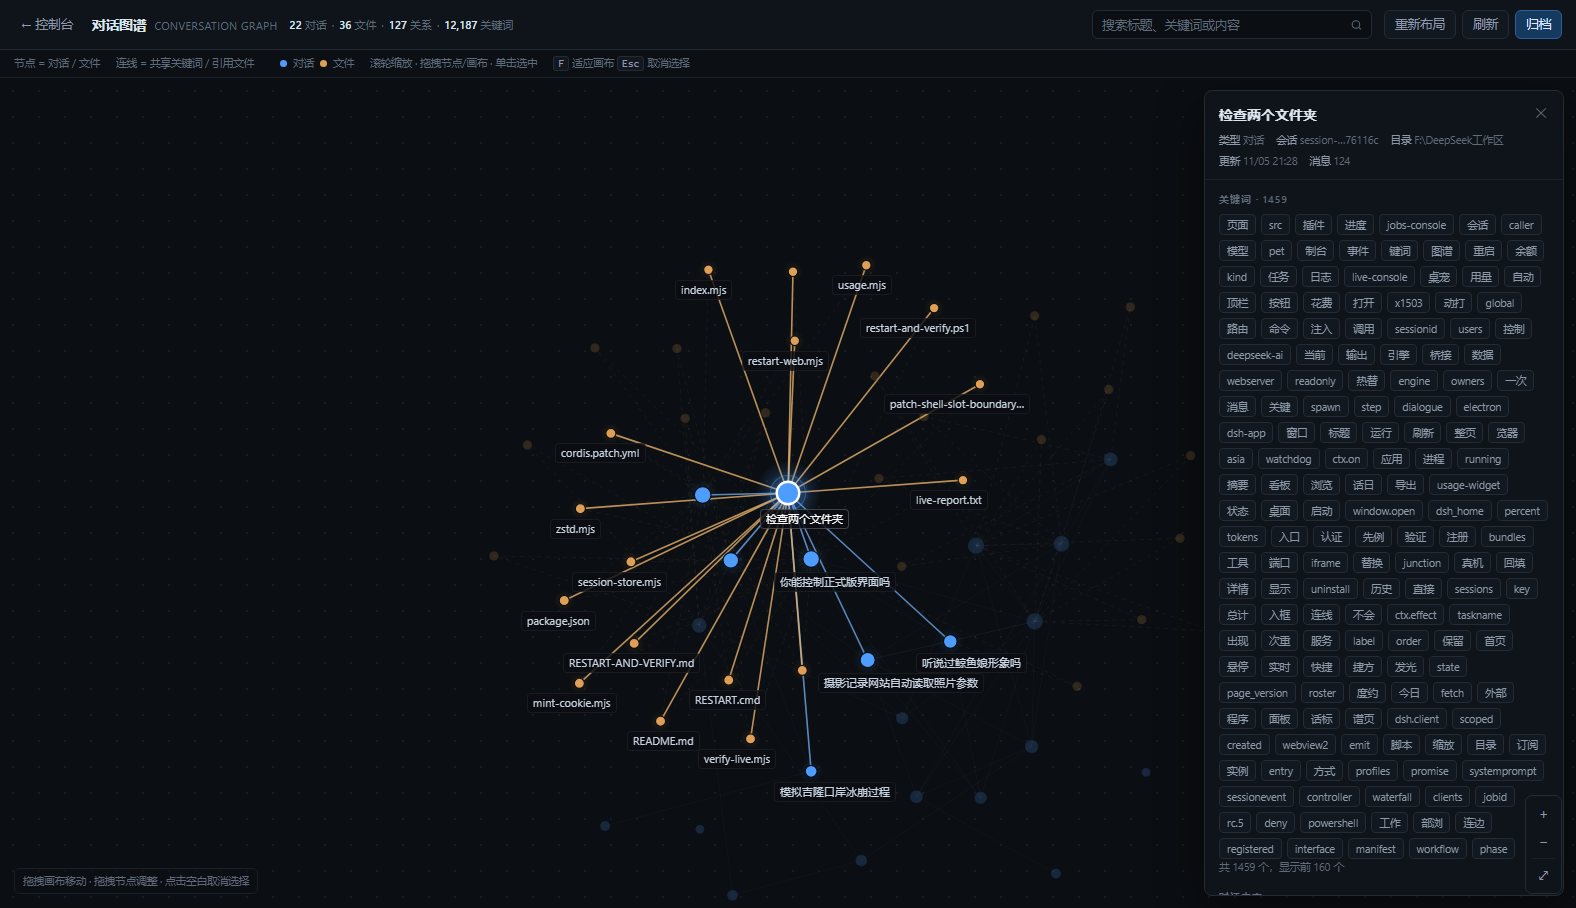 ← 控制台 对话图谱 CONVERSATION GRAPH 22 对话 · 36 文件 · 127 关系 · 12,187 关键词 搜索标题、关键词或内容 重新布局 刷新 归档
节点 = 对话 / 文件 连线 = 共享关键词 / 引用文件 对话 文件 滚轮缩放 · 拖拽节点/画布 · 单击选中 F 适应画布 Esc 取消选择
index.mjs
usage.mjs
restart-and-verify.ps1
restart-web.mjs
patch-shell-slot-boundary...
cordis.patch.yml
live-report.txt
检查两个文件夹
zstd.mjs
session-store.mjs
你能控制正式版界面吗
package.json
RESTART-AND-VERIFY.md
听说过鲸鱼娘形象吗
摄影记录网站自动读取照片参数
mint-cookie.mjs
RESTART.cmd
README.md
verify-live.mjs
模拟吉隆口岸冰崩过程
拖拽画布移动 · 拖拽节点调整 · 点击空白取消选择
检查两个文件夹
类型 对话 会话 session-...76116c 目录 F:\DeepSeek工作区
更新 11/05 21:28 消息 124
关键词 · 1459
页面 src 插件 进度 jobs-console 会话 caller
模型 pet 制台 事件 键词 图谱 重启 余额
kind 任务 日志 live-console 桌宠 用量 自动
顶栏 按钮 花费 打开 x1503 动打 global
路由 命令 注入 调用 sessionid users 控制
deepseek-ai 当前 输出 引擎 桥接 数据
webserver readonly 热替 engine owners 一次
消息 关键 spawn step dialogue electron
dsh-app 窗口 标题 运行 刷新 整页 览器
asia watchdog ctx.on 应用 进程 running
摘要 看板 浏览 话日 导出 usage-widget
状态 桌面 启动 window.open dsh_home percent
tokens 入口 认证 先例 验证 注册 bundles
工具 端口 iframe 替换 junction 真机 回填
详情 显示 uninstall 历史 直接 sessions key
总计 入框 连线 不会 ctx.effect taskname
出现 次重 服务 label order 保留 首页
悬停 实时 快捷 捷方 发光 state
page_version roster 度约 今日 fetch 外部
程序 面板 话标 谱页 dsh.client scoped
created webview2 emit 脚本 缩放 目录 订阅
实例 entry 方式 profiles promise systemprompt
sessionevent controller waterfall clients jobid
rc.5 deny powershell 工作 部浏 连边
registered interface manifest workflow phase
共 1459 个，显示前 160 个
+
−